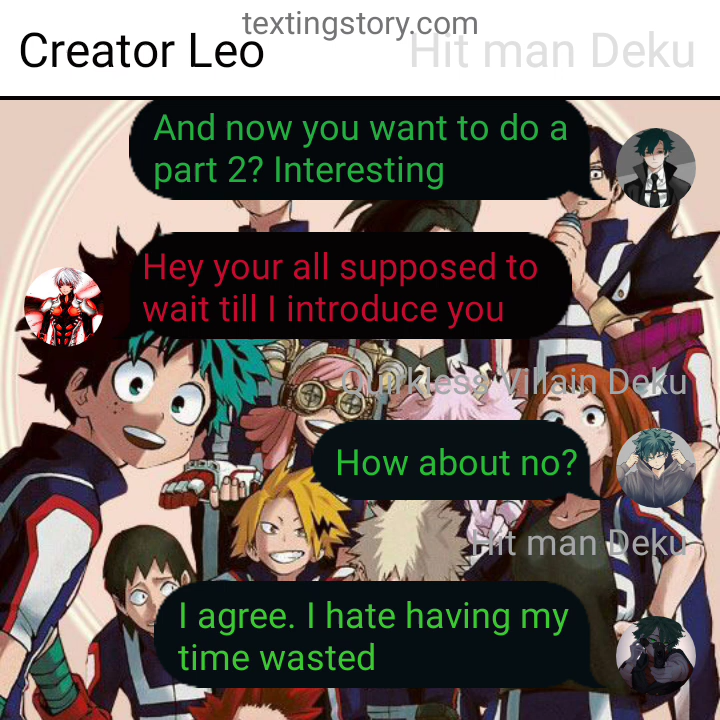 textingstory.com
Creator Leo
Hit man Deku
And now you want to do a
part 2? Interesting
Hey your all supposed to
wait till I introduce you
Quirkless Villain Deku
How about no?
Hit man Deku
I agree. I hate having my
time wasted